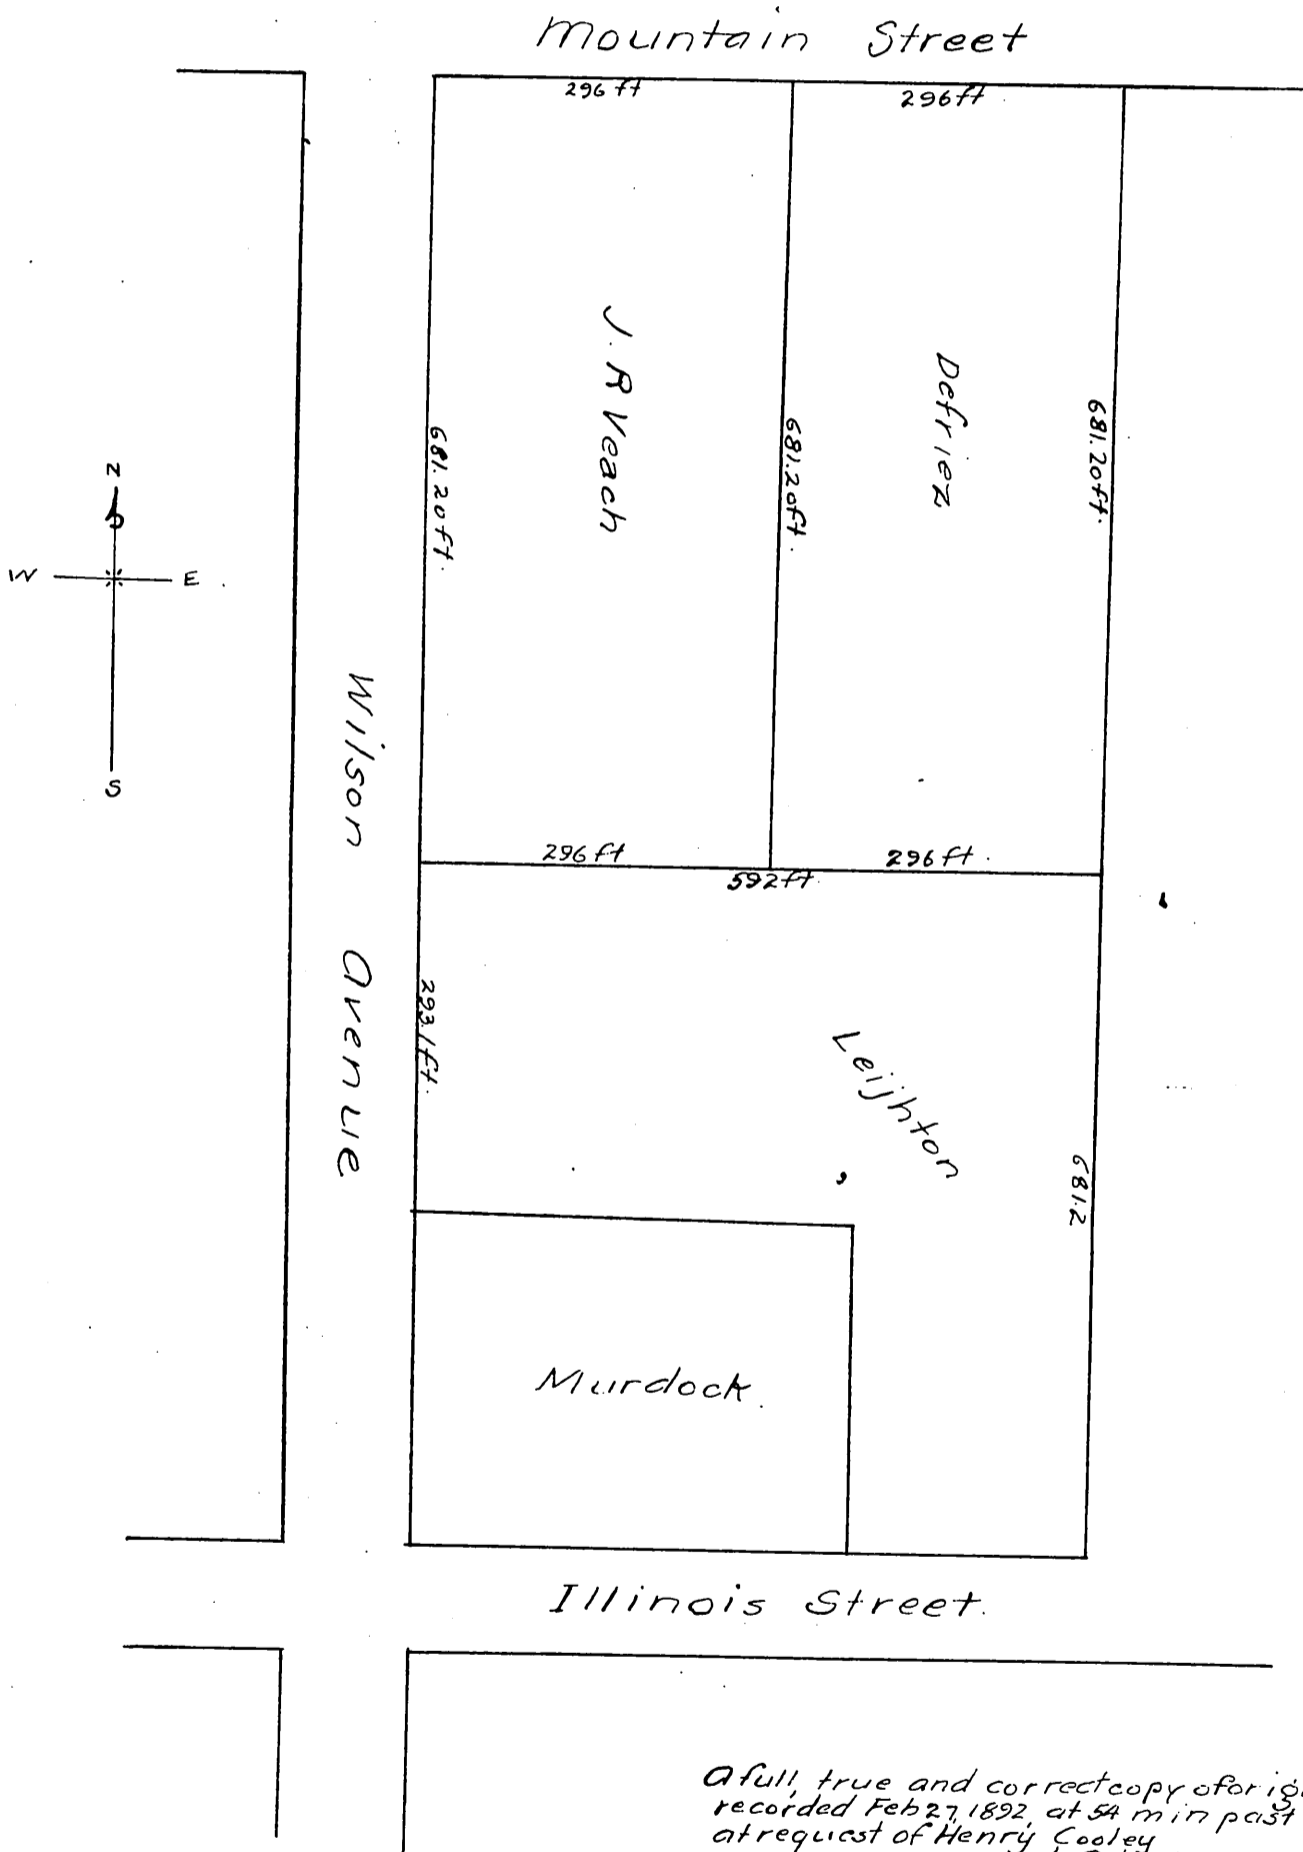 Mountain Street
296 ft
296 ft
J. R Veach
Defriez
681.20 ft.
681.20 ft.
681.20 ft.
N
W
E
S
Wilson Avenue
296 ft
296 ft.
592 ft.
293.1 ft.
Leijhton
681.2
Murdock.
Illinois Street.
A full, true and correct copy of orig
recorded Feb 27, 1892, at 54 min past
at request of Henry Cooley